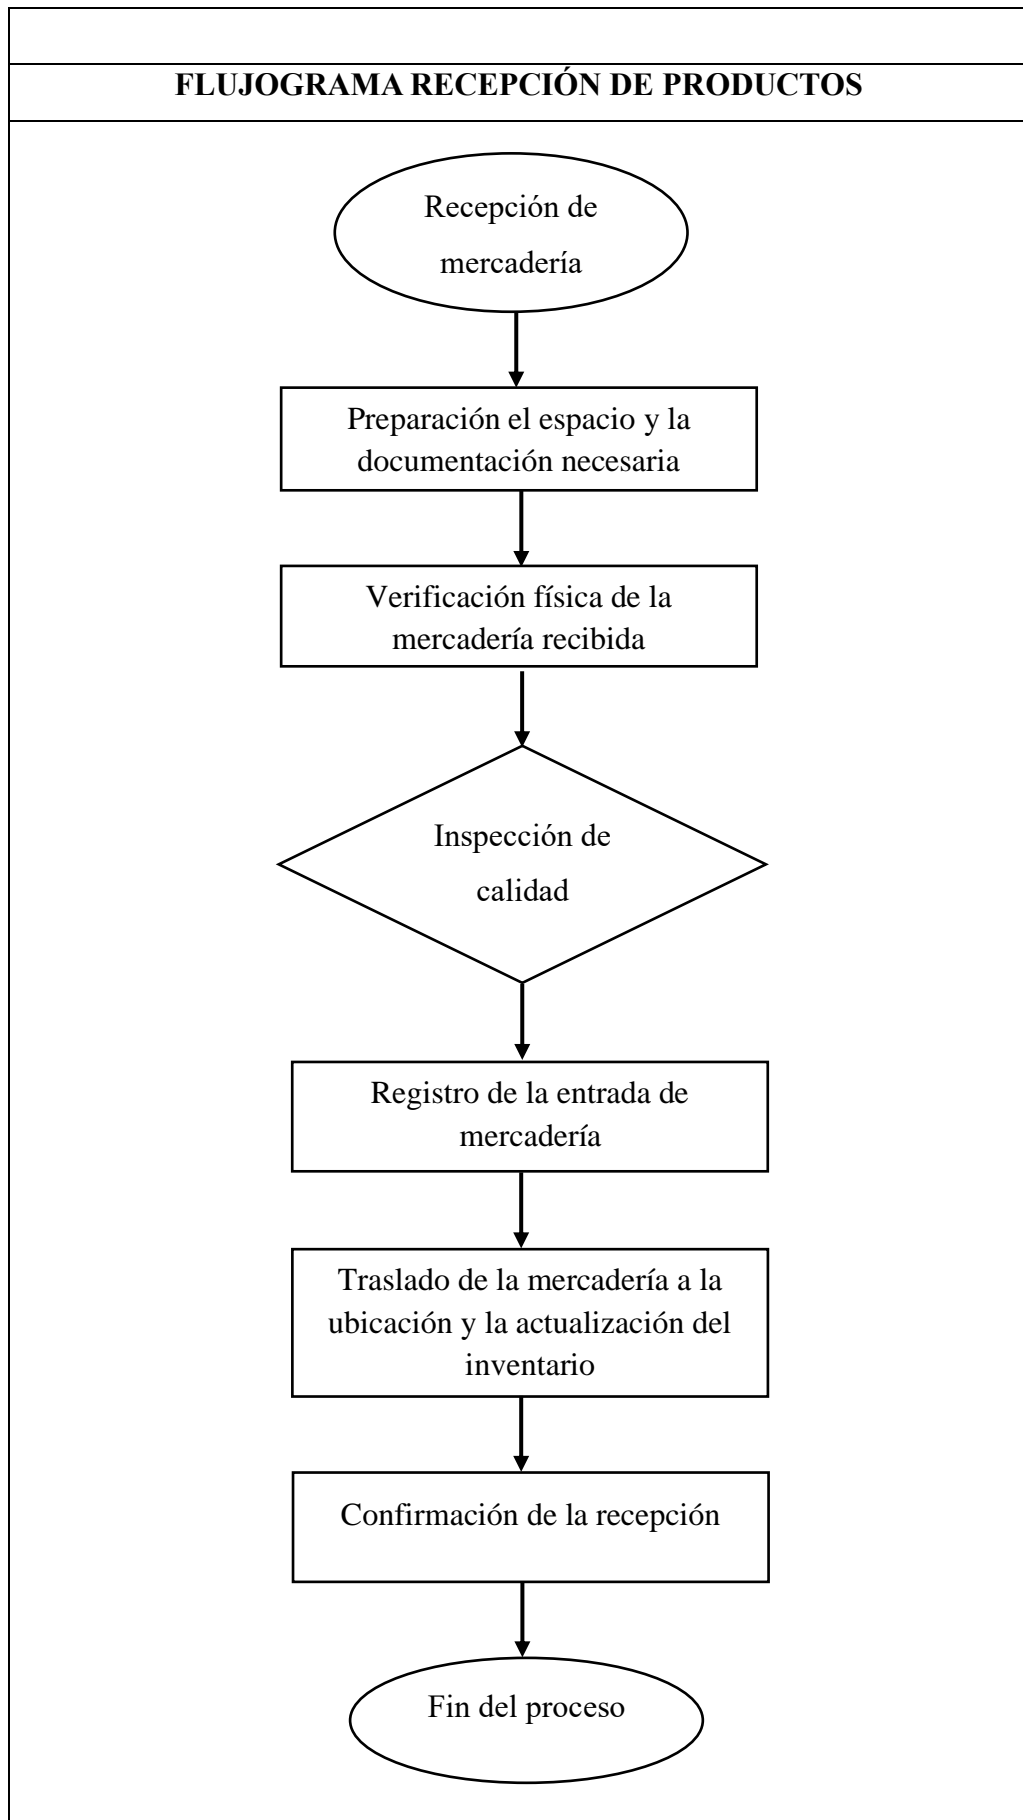 FLUJOGRAMA RECEPCIÓN DE PRODUCTOS
Recepción de
mercadería
Preparación el espacio y la
documentación necesaria
Verificación física de la
mercadería recibida
Inspección de
calidad
Registro de la entrada de
mercadería
Traslado de la mercadería a la
ubicación y la actualización del
inventario
Confirmación de la recepción
Fin del proceso